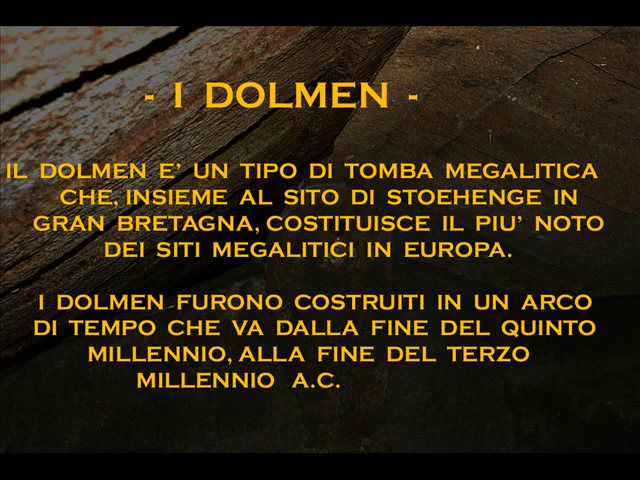 - I DOLMEN -
IL DOLMEN E' UN TIPO DI TOMBA MEGALITICA
CHE, INSIEME AL SITO DI STOEHENGE IN
GRAN BRETAGNA, COSTITUISCE IL PIU' NOTO
DEI SITI MEGALITICI IN EUROPA.
I DOLMEN FURONO COSTRUITI IN UN ARCO
DI TEMPO CHE VA DALLA FINE DEL QUINTO
MILLENNIO, ALLA FINE DEL TERZO
MILLENNIO A.C.